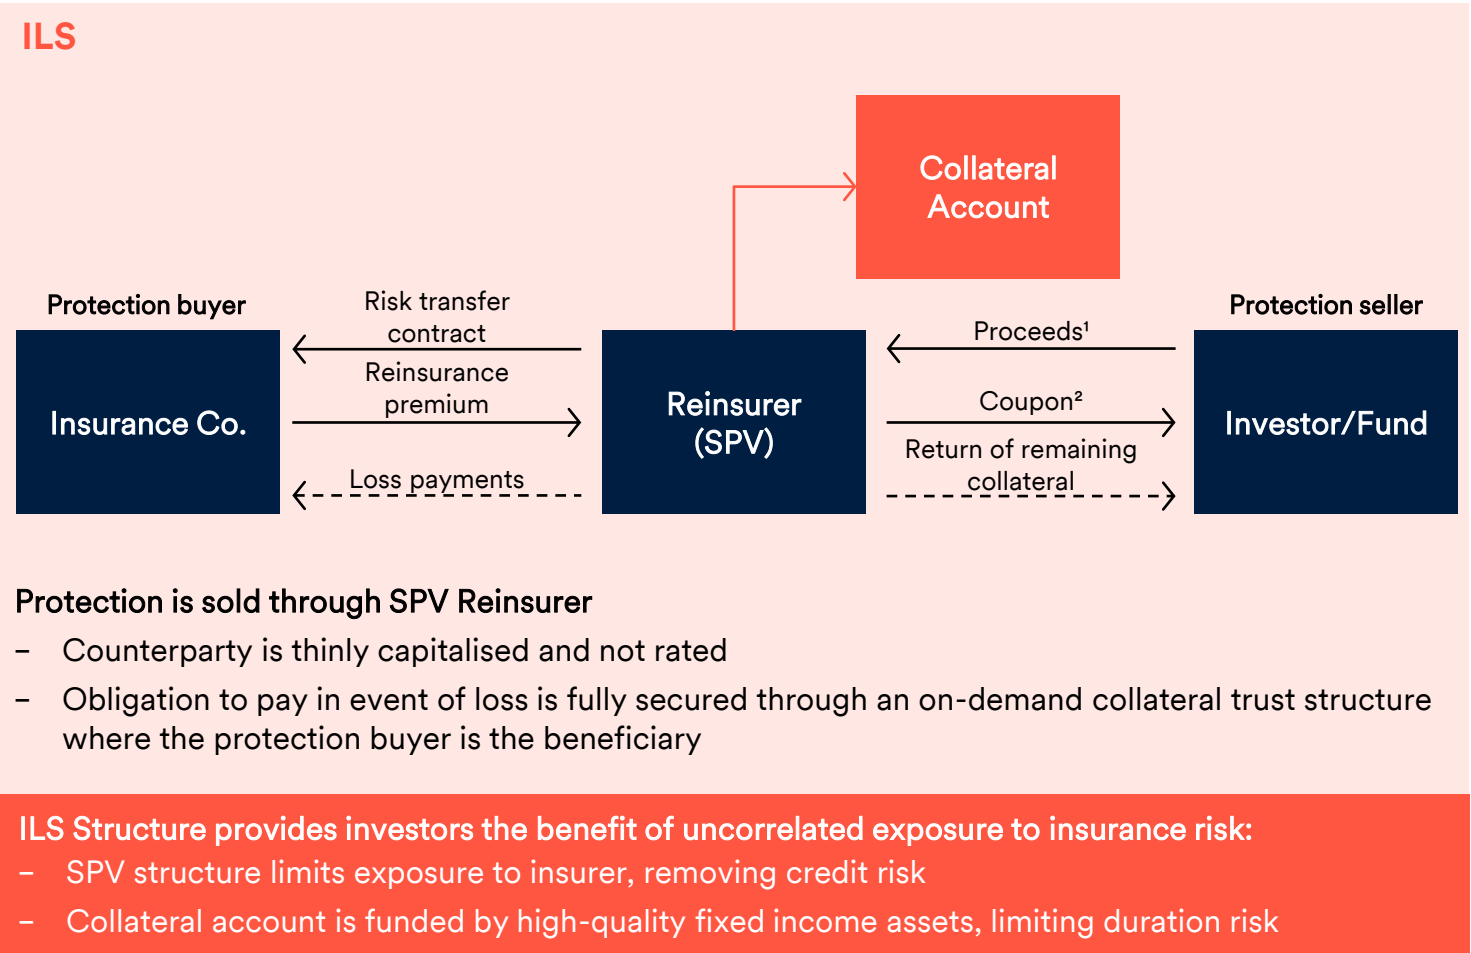 ILS
Collateral
Account
Protection buyer
Risk transfer
contract
Proceeds¹
Protection seller
Insurance Co.
Reinsurance
premium
Reinsurer
(SPV)
Coupon²
Investor/Fund
Loss payments
Return of remaining
collateral
Protection is sold through SPV Reinsurer
– Counterparty is thinly capitalised and not rated
– Obligation to pay in event of loss is fully secured through an on-demand collateral trust structure
where the protection buyer is the beneficiary
ILS Structure provides investors the benefit of uncorrelated exposure to insurance risk:
– SPV structure limits exposure to insurer, removing credit risk
– Collateral account is funded by high-quality fixed income assets, limiting duration risk